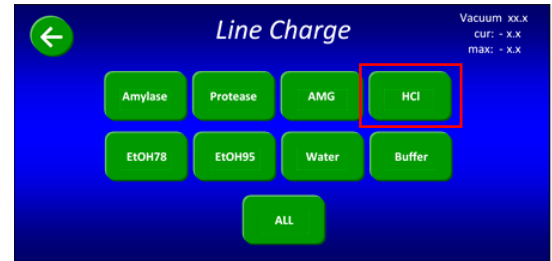 Line Charge
Vacuum xx.x
cur: - x.x
max: - x.x
Amylase Protease AMG HCl
EtOH78 EtOH95 Water Buffer
ALL